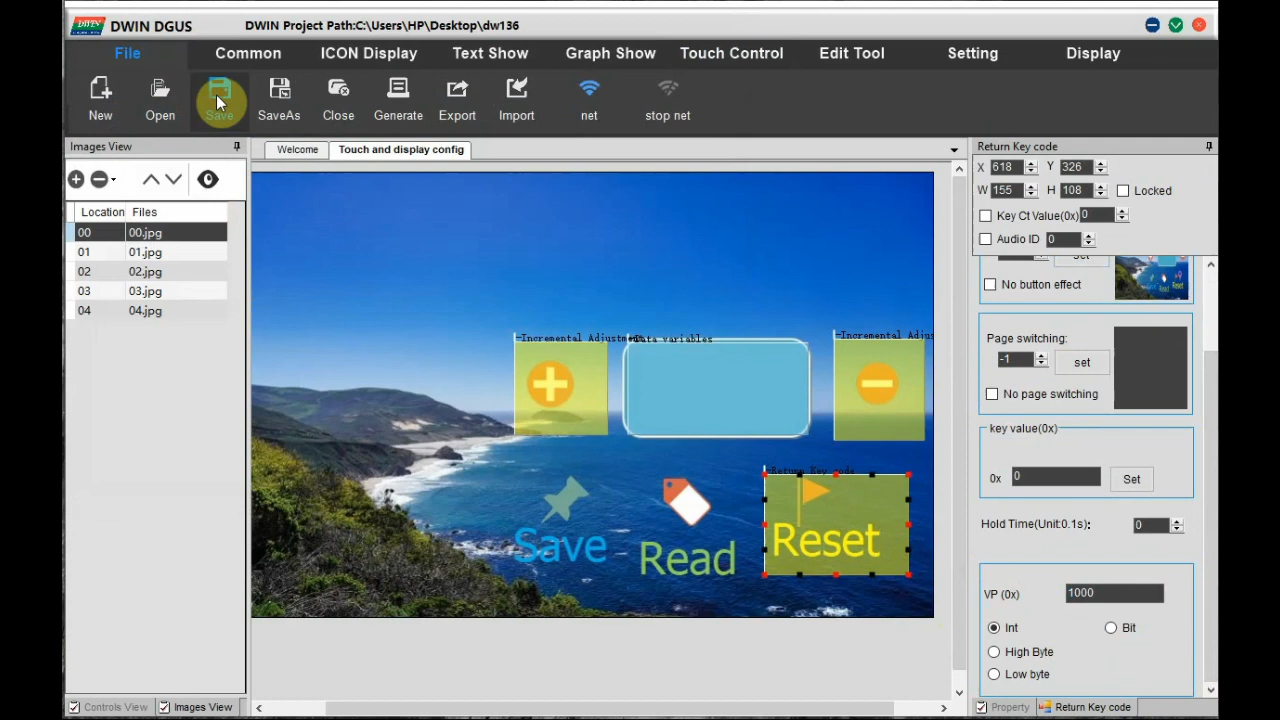 DWIN DWIN DGUS DWIN Project Path:C:\Users\HP\Desktop\dw136
File Common ICON Display Text Show Graph Show Touch Control Edit Tool Setting Display
New Open Save SaveAs Close Generate Export Import net stop net
Images View
Location Files
00 00.jpg
01 01.jpg
02 02.jpg
03 03.jpg
04 04.jpg
Controls View Images View
Welcome Touch and display config
Incremental Adjustment Data variables Incremental Adjus
Return Key code
Save Read Reset
Return Key code
X 618 Y 326
W 155 H 108 Locked
Key Ct Value(0x) 0
Audio ID 0
No button effect
Page switching:
-1 set
No page switching
key value(0x)
0x 0 Set
Hold Time(Unit:0.1s): 0
VP (0x) 1000
Int Bit
High Byte
Low byte
Property Return Key code